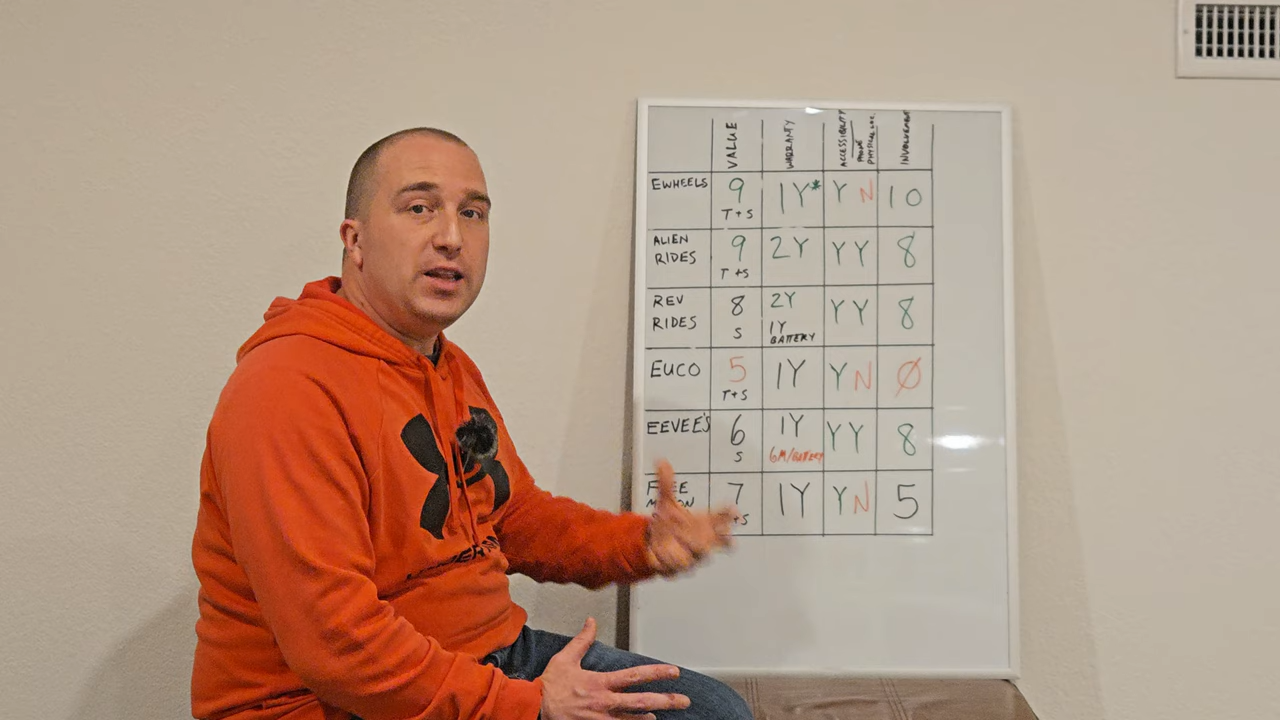 VALUE
WARRANTY
ACCESSIBILITY
PHONE
PHYSICAL LOC.
INVOLVEMENT
EWHEELS 9 1Y* Y N 10
T+S
ALIEN 9 2Y Y Y 8
RIDES T+S
REV 8 2Y Y Y 8
RIDES S 1Y
BATTERY
EUCO 5 1Y Y N Ø
T+S
EEVEE'S 6 1Y Y Y 8
S 6M/BATTERY
FREE 7 1Y Y N 5
+S